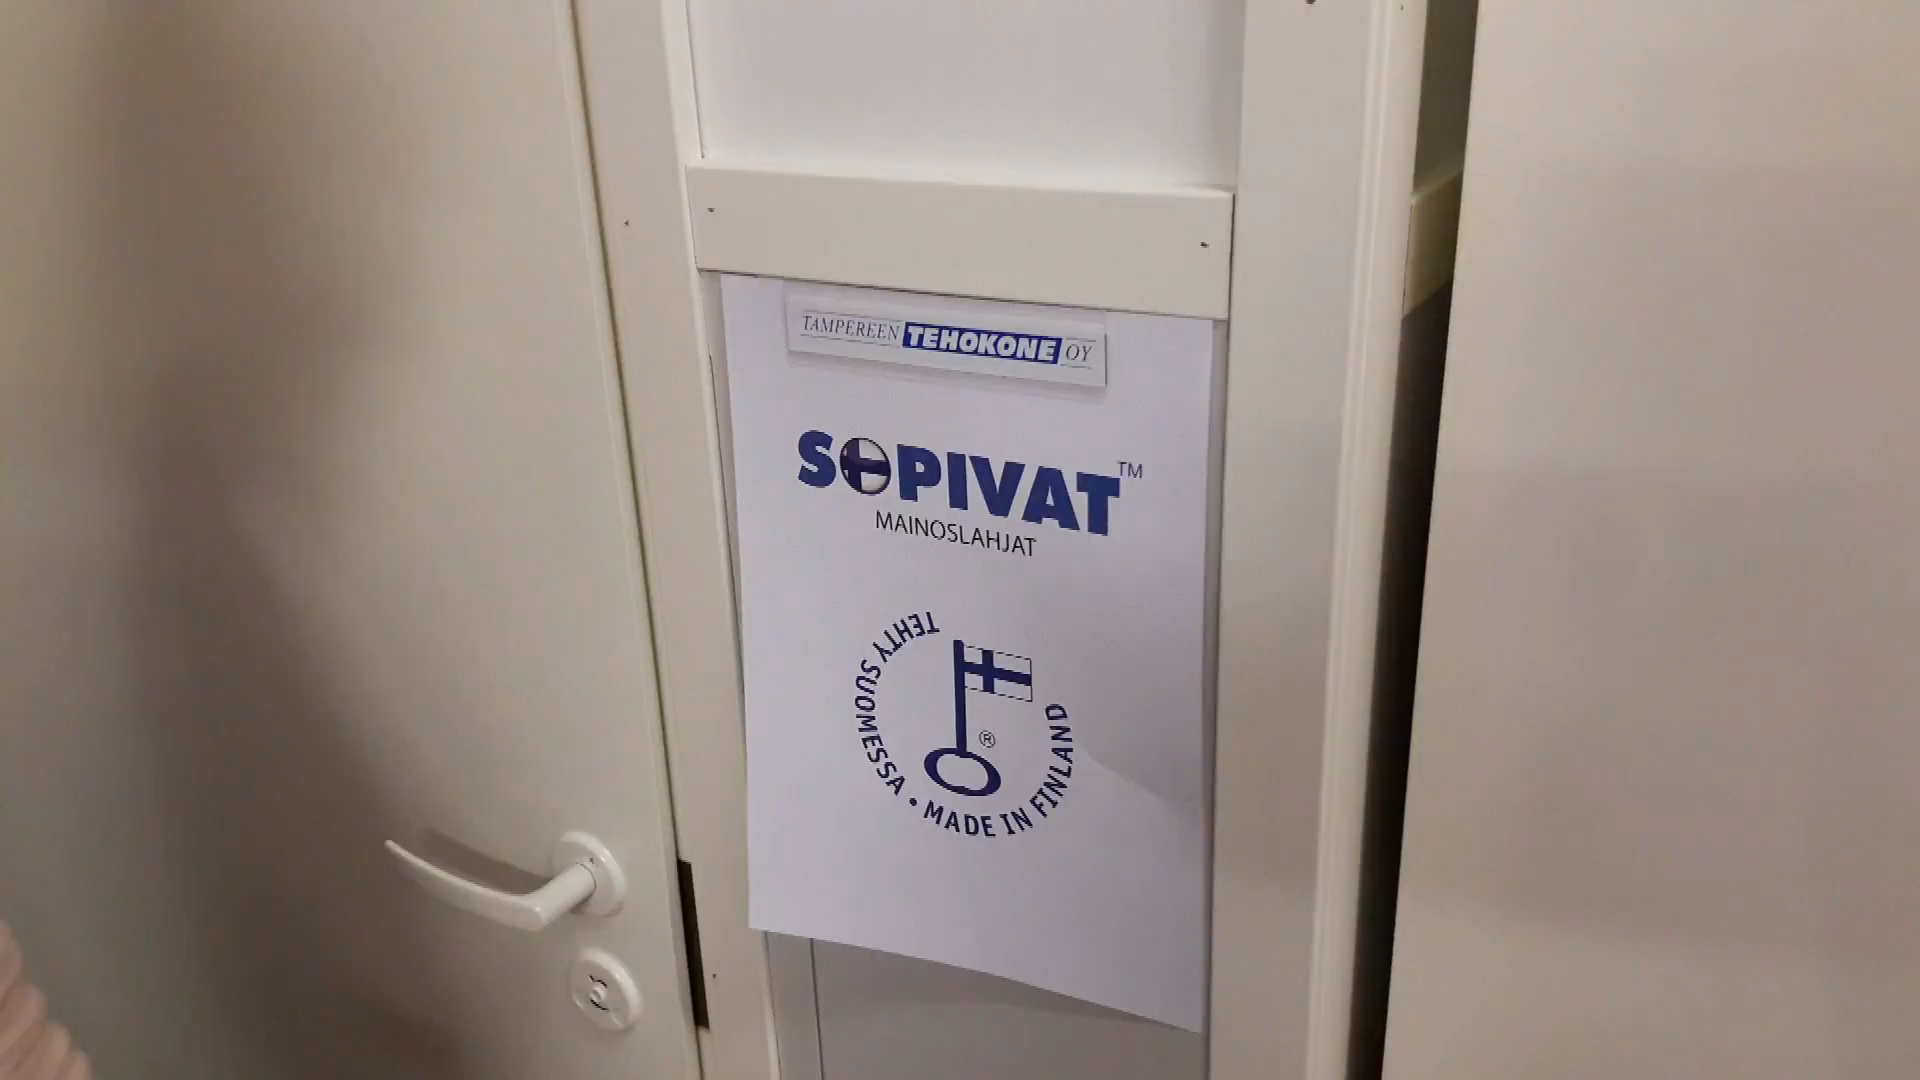 TAMPEREEN TEHOKONE OY
SOPIVAT™
MAINOSLAHJAT
TEHTY SUOMESSA • MADE IN FINLAND
®